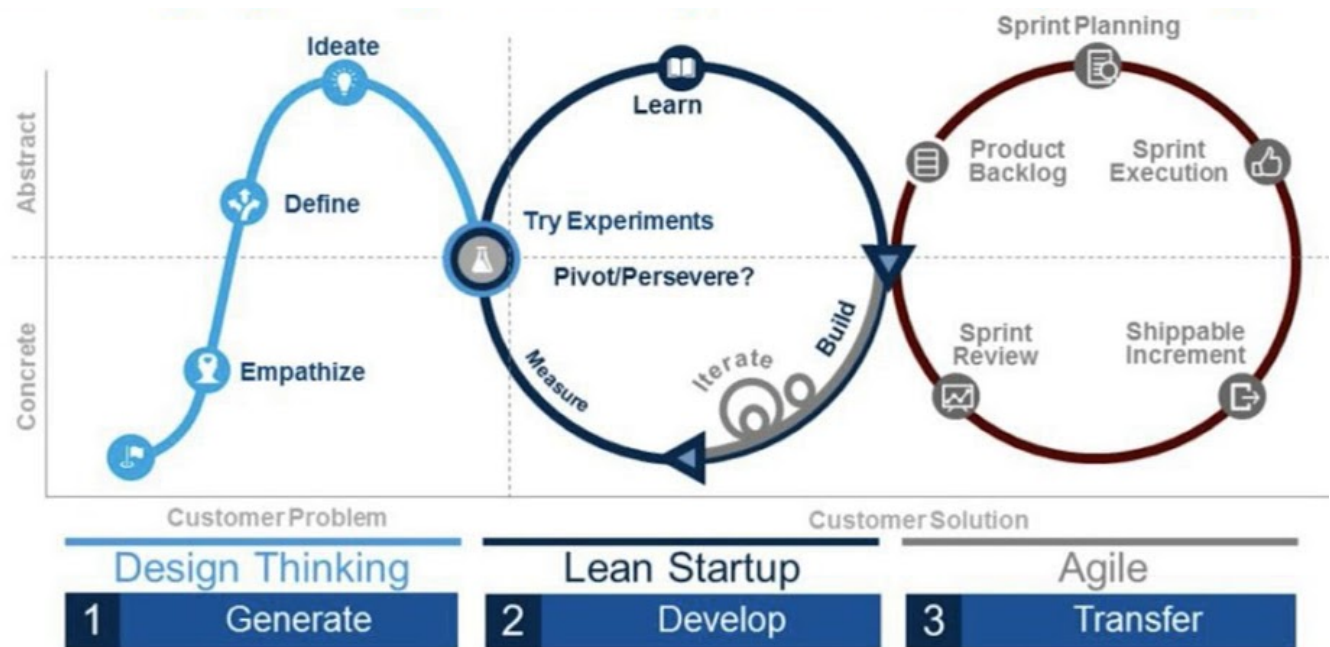 Abstract
Concrete
Ideate
Define
Empathize
Learn
Try Experiments
Pivot/Persevere?
Measure
Iterate
Build
Sprint Planning
Product
Backlog
Sprint
Execution
Sprint
Review
Shippable
Increment
Customer Problem
Customer Solution
Design Thinking
Lean Startup
Agile
1 Generate
2 Develop
3 Transfer